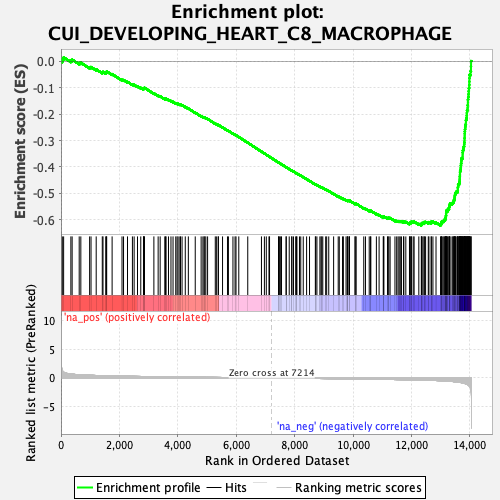 Enrichment plot:
CUI_DEVELOPING_HEART_C8_MACROPHAGE
Enrichment score (ES)
0.0
-0.1
-0.2
-0.3
-0.4
-0.5
-0.6
'na_pos' (positively correlated)
Ranked list metric (PreRanked)
10
5
0
-5
Zero cross at 7214
'na_neg' (negatively correlated)
0
2,000
4,000
6,000
8,000
10,000
12,000
14,000
Rank in Ordered Dataset
Enrichment profile
Hits
Ranking metric scores